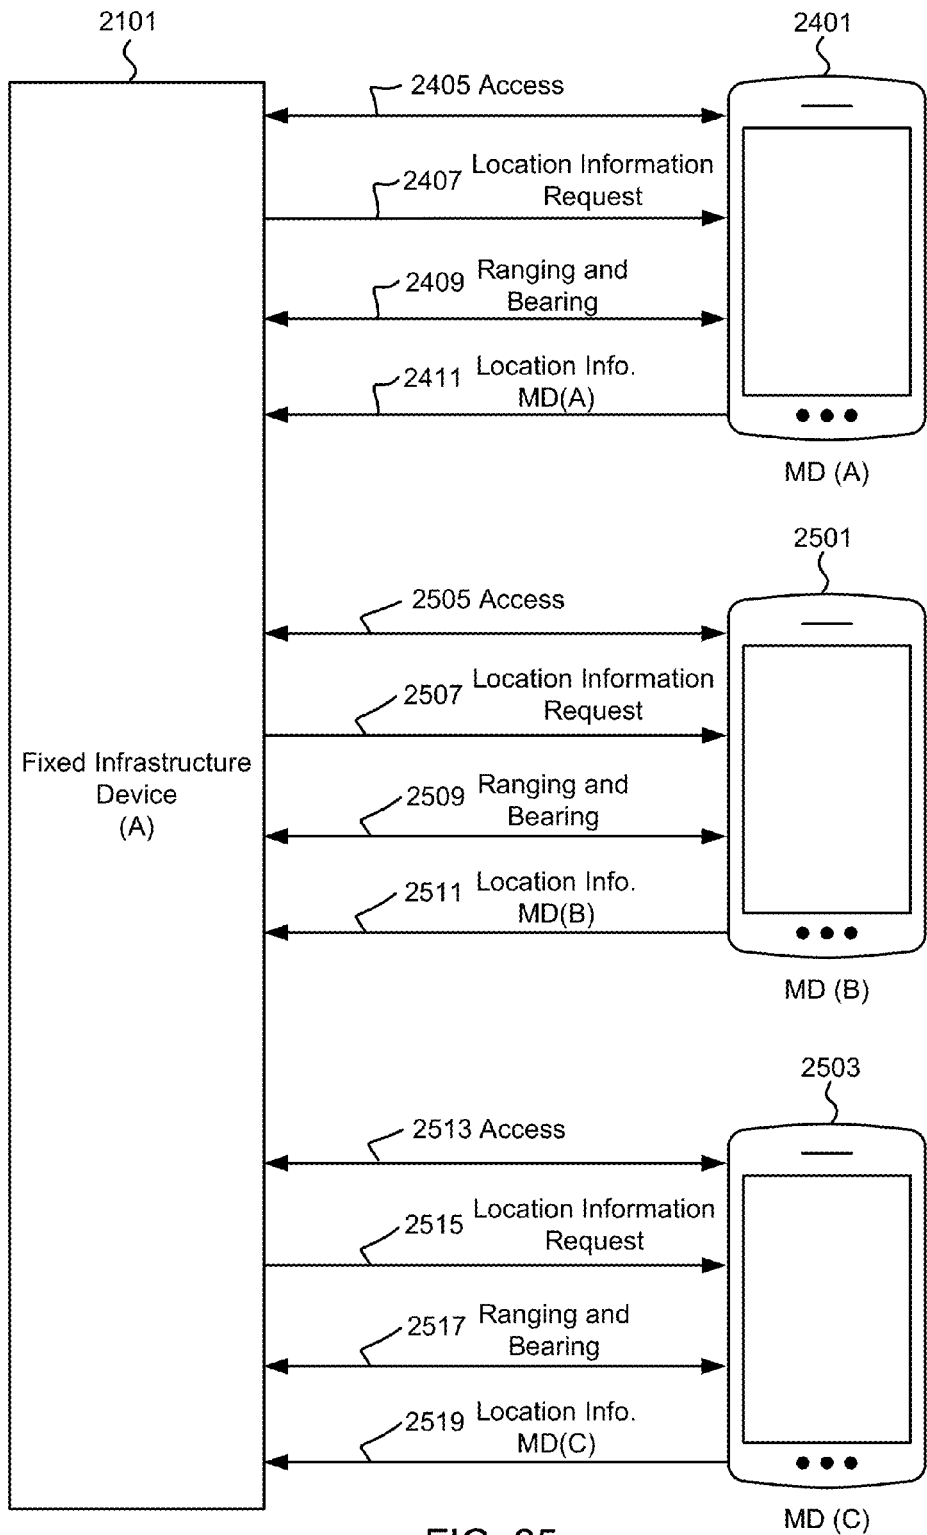 2101
2401
2405 Access
2407
Location Information
Request
2409
Ranging and
Bearing
2411
Location Info.
MD(A)
MD (A)
2501
2505 Access
2507
Location Information
Request
Fixed Infrastructure
Device
(A)
2509
Ranging and
Bearing
2511
Location Info.
MD(B)
MD (B)
2503
2513 Access
2515
Location Information
Request
2517
Ranging and
Bearing
2519
Location Info.
MD(C)
MD (C)